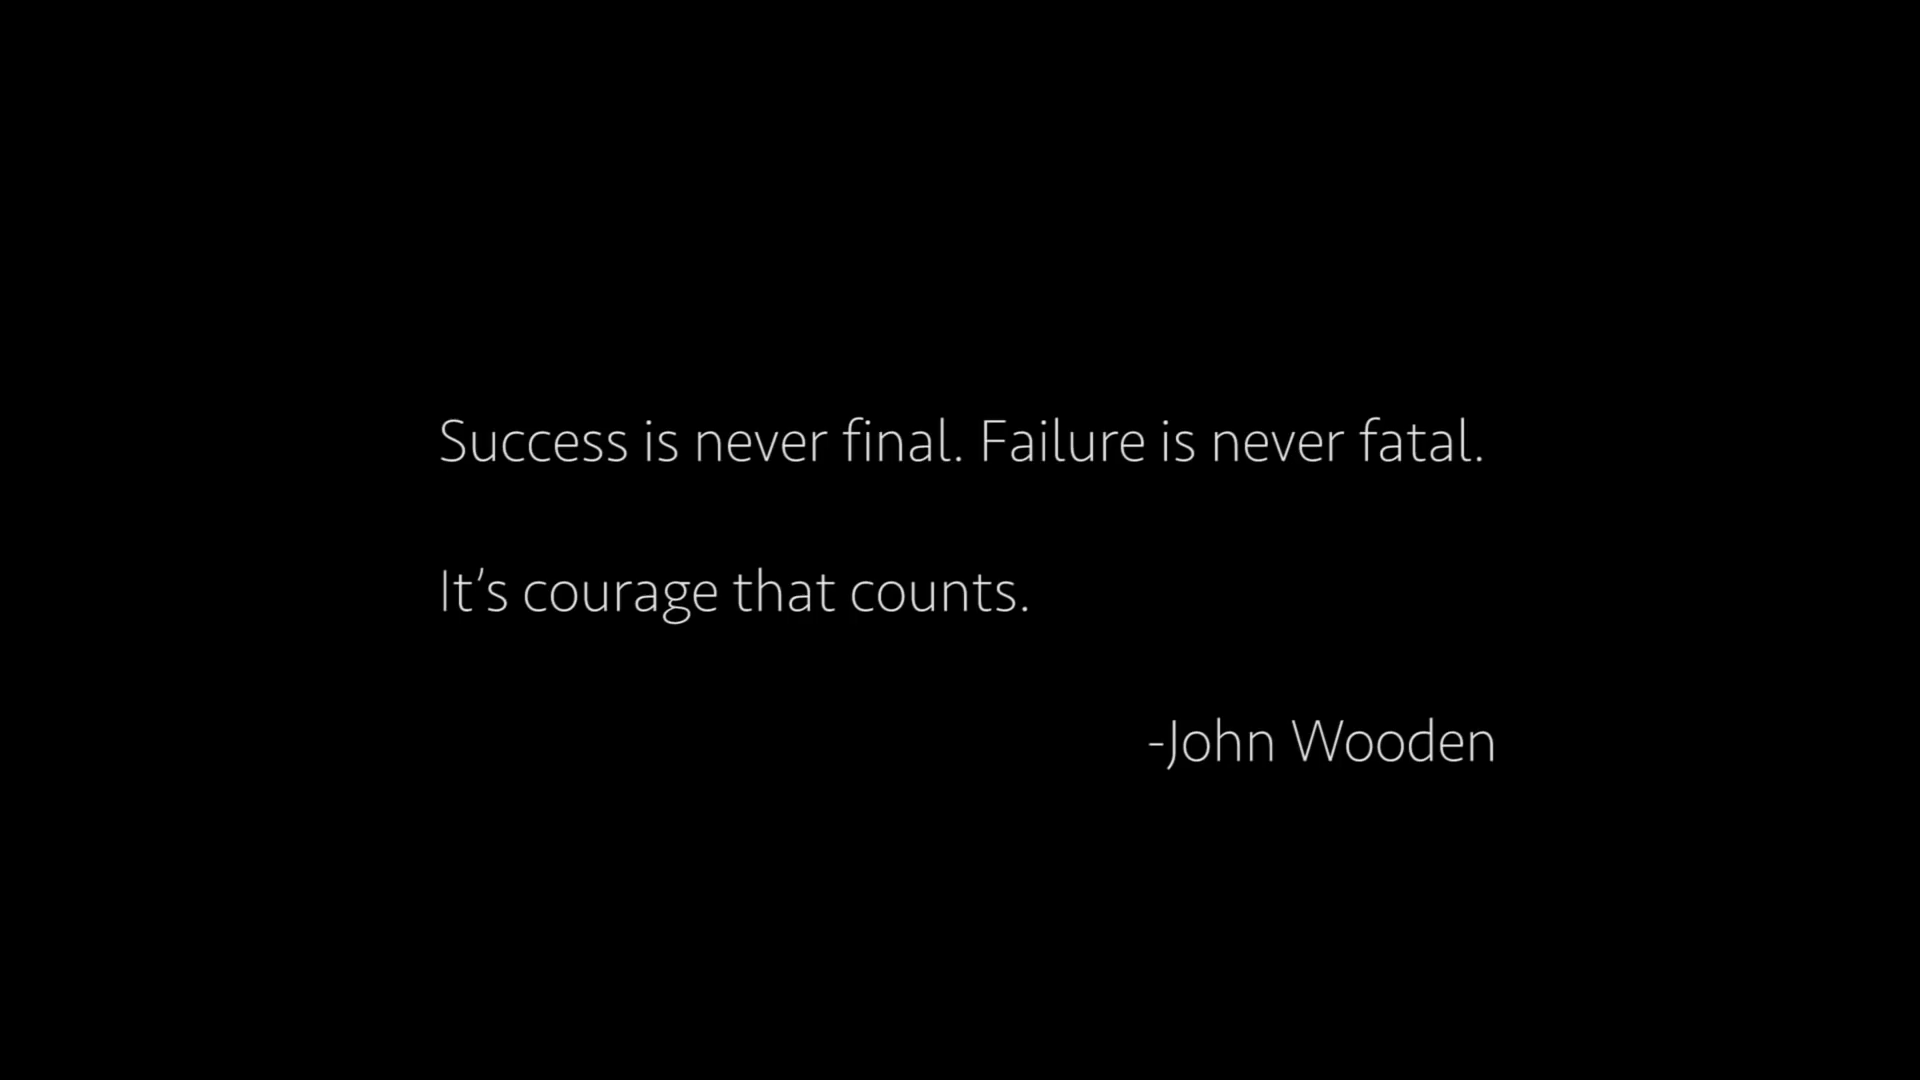 Success is never final. Failure is never fatal.
It’s courage that counts.
-John Wooden